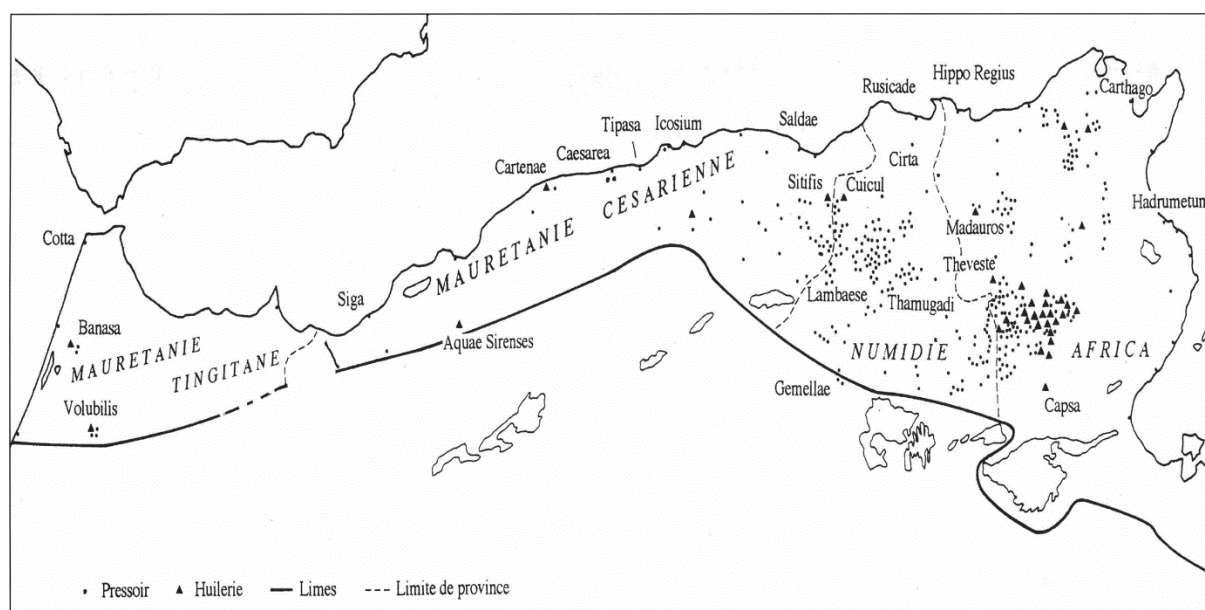 Hippo Regius
Rusicade
Carthago
Saldae
Icosium
Tipasa
Caesarea
Cartenae
Cirta
Sitifis
Cuicul
Hadrumetum
MAURETANIE CESARIENNE
Madauros
Cotta
Theveste
Siga
Lambaese
Thamugadi
Banasa
Aquae Sirenses
MAURETANIE
TINGITANE
NUMIDIE
AFRICA
Gemellae
Capsa
Volubilis
Pressoir
Huilerie
Limes
Limite de province